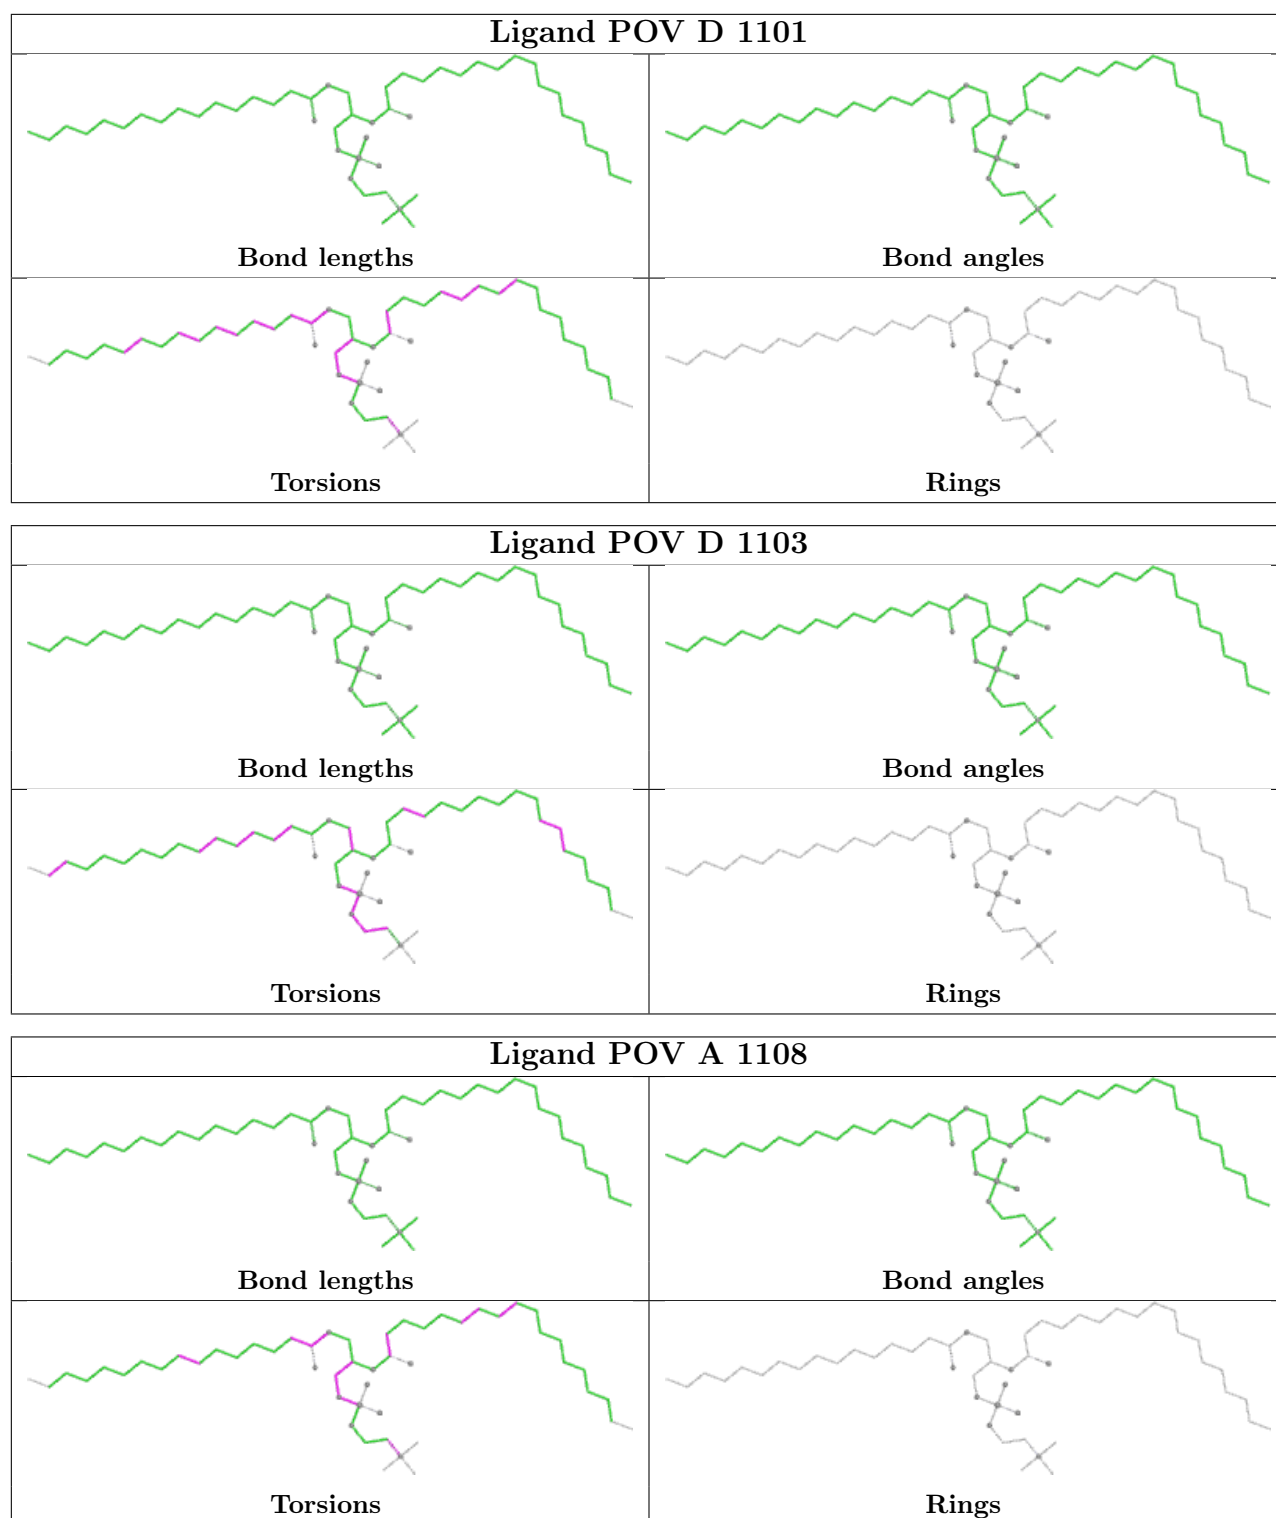 Ligand POV D 1101
Bond lengths
Bond angles
Torsions
Rings
Ligand POV D 1103
Bond lengths
Bond angles
Torsions
Rings
Ligand POV A 1108
Bond lengths
Bond angles
Torsions
Rings